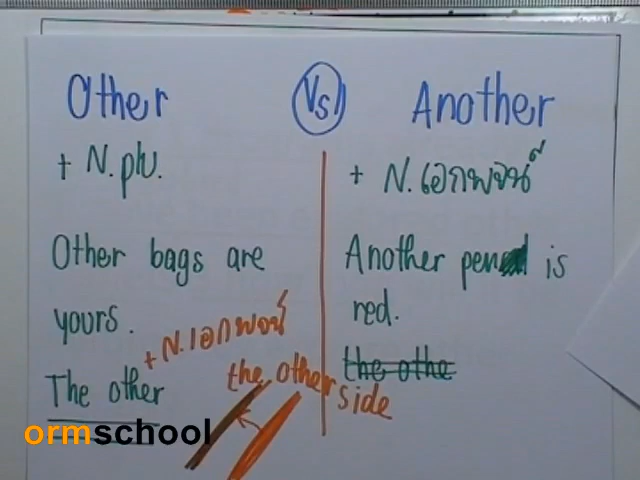 Other Vs Another
+ N. plu.
+ N. เอกพจน์
Other bags are
yours.
Another pen is
red.
the othe
+ N. เอกพจน์
The other
the other side
ormschool